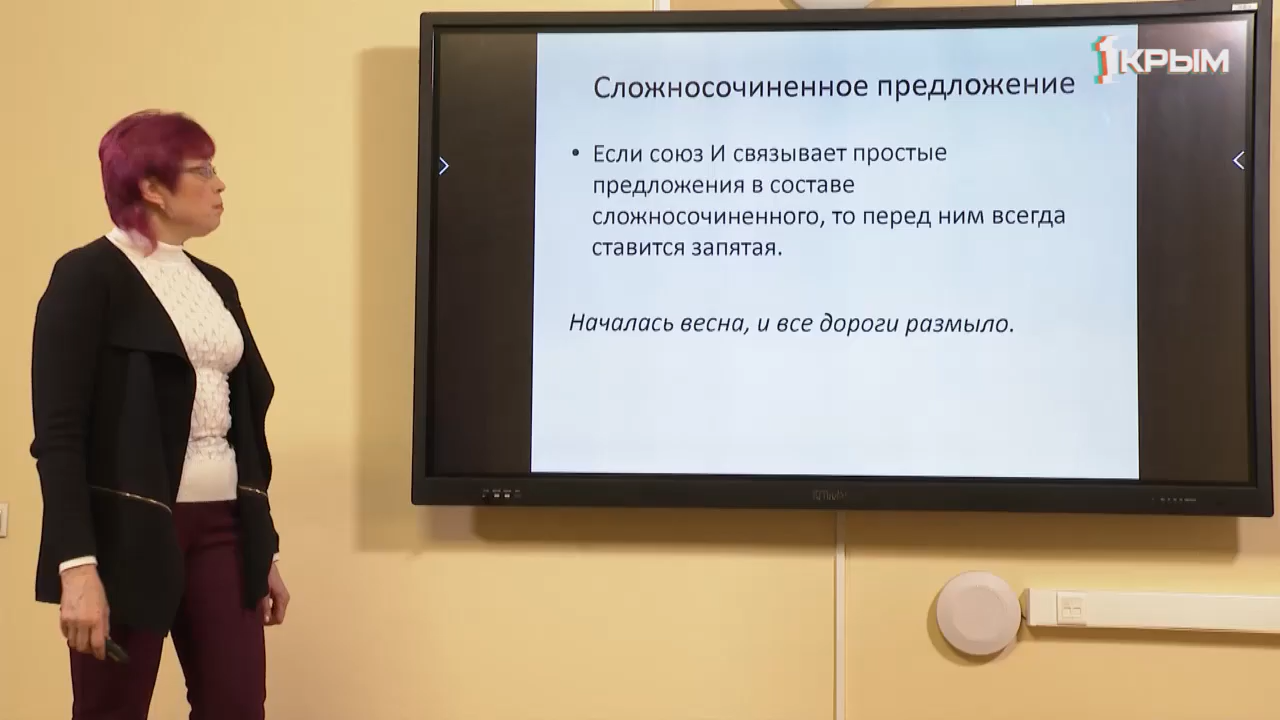 1КРЫМ
Сложносочиненное предложение
• Если союз И связывает простые
предложения в составе
сложносочиненного, то перед ним всегда
ставится запятая.
Началась весна, и все дороги размыло.